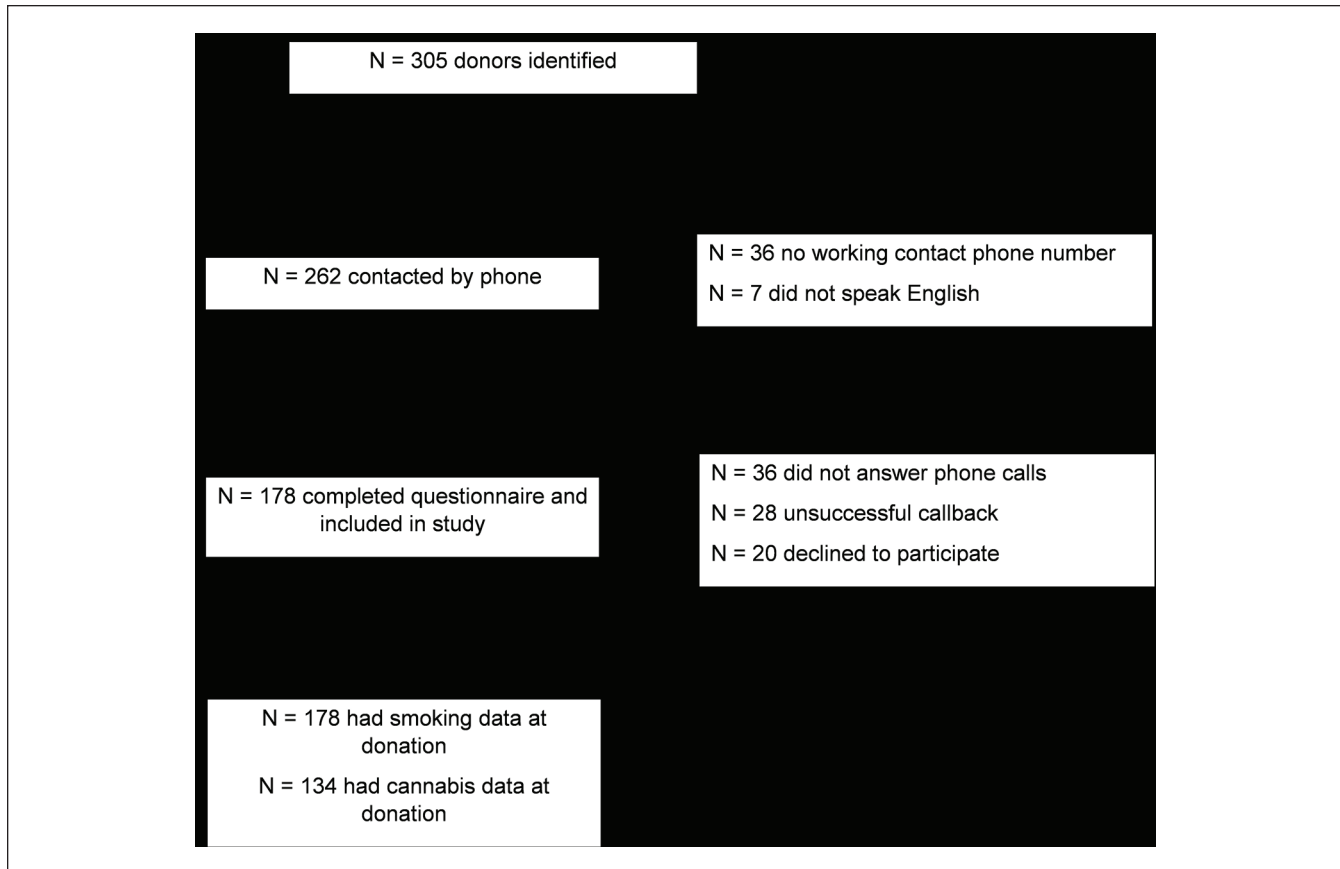 N = 305 donors identified
N = 262 contacted by phone
N = 36 no working contact phone number
N = 7 did not speak English
N = 178 completed questionnaire and
included in study
N = 36 did not answer phone calls
N = 28 unsuccessful callback
N = 20 declined to participate
N = 178 had smoking data at
donation
N = 134 had cannabis data at
donation